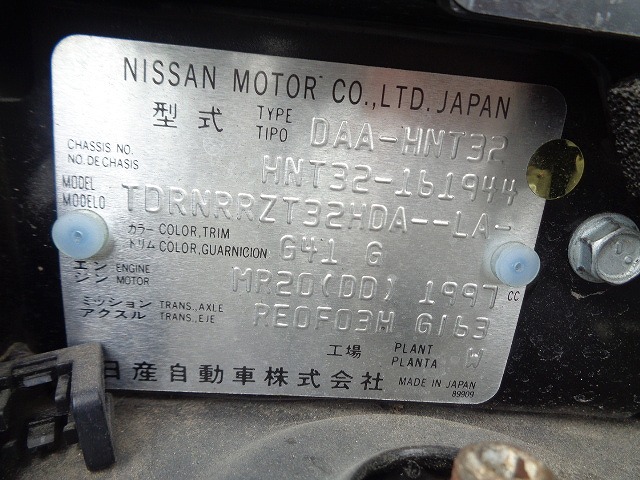 NISSAN MOTOR CO.,LTD. JAPAN
型式 TYPE TIPO DAA-HNT32
CHASSIS NO.
NO. DE CHASIS HNT32-161944
MODEL
MODELO TDRNRRZT32HDA--LA-
カラー COLOR, TRIM
トリム COLOR, GUARNICION G41 G
エンジン ENGINE MOTOR MR20(DD) 1997 CC
ミッション TRANS., AXLE
アクスル TRANS., EJE RE0F03H G163
工場 PLANT PLANTA W
日産自動車株式会社 MADE IN JAPAN
89909